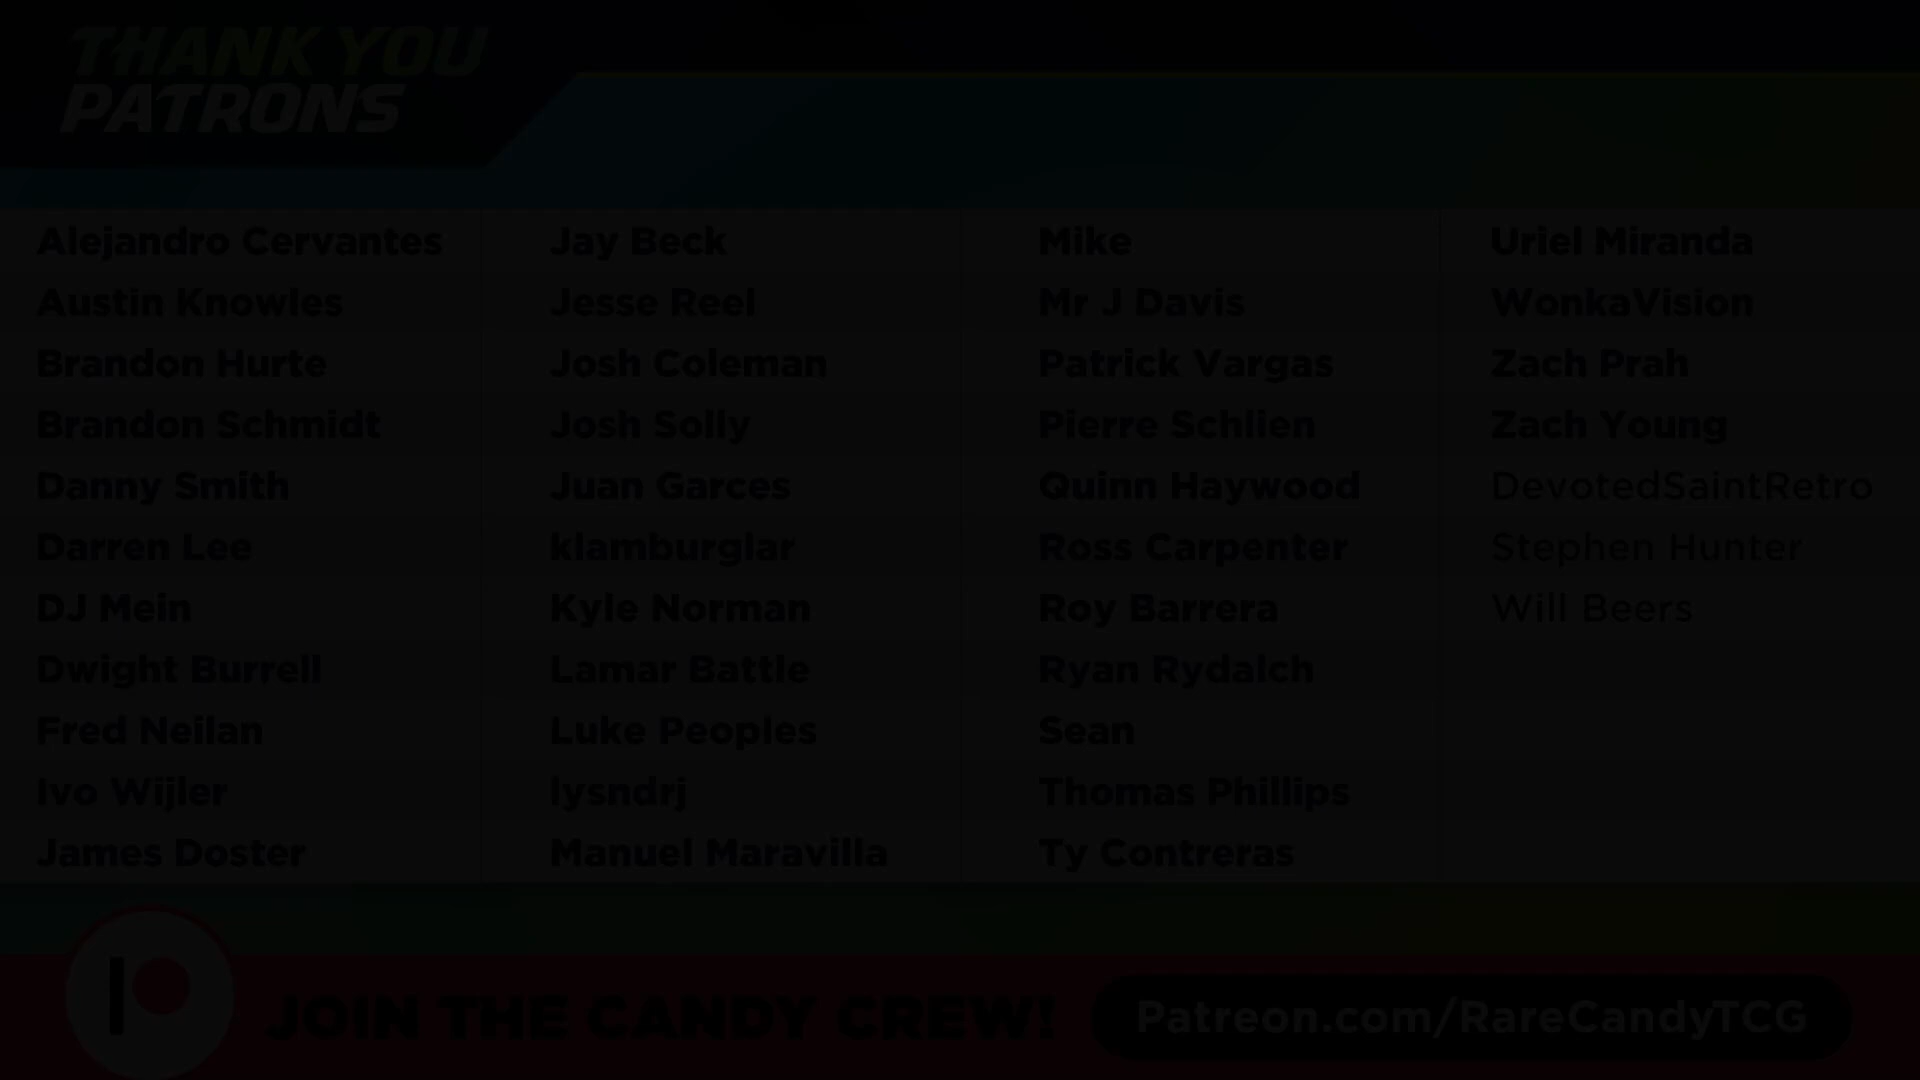 THANK YOU
PATRONS
Alejandro Cervantes
Austin Knowles
Brandon Hurte
Brandon Schmidt
Danny Smith
Darren Lee
DJ Mein
Dwight Burrell
Fred Neilan
Ivo Wijler
James Doster
Jay Beck
Jesse Reel
Josh Coleman
Josh Solly
Juan Garces
klamburglar
Kyle Norman
Lamar Battle
Luke Peoples
lysndrj
Manuel Maravilla
Mike
Mr J Davis
Patrick Vargas
Pierre Schlien
Quinn Haywood
Ross Carpenter
Roy Barrera
Ryan Rydalch
Sean
Thomas Phillips
Ty Contreras
Uriel Miranda
WonkaVision
Zach Prah
Zach Young
DevotedSaintRetro
Stephen Hunter
Will Beers
JOIN THE CANDY CREW!
Patreon.com/RareCandyTCG